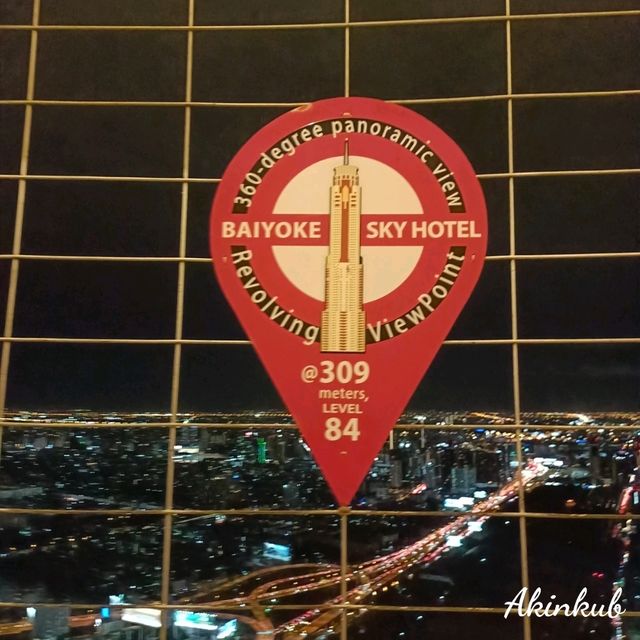 360-degree panoramic view
BAIYOKE SKY HOTEL
Revolving ViewPoint
@309
meters,
LEVEL
84
Akinkub